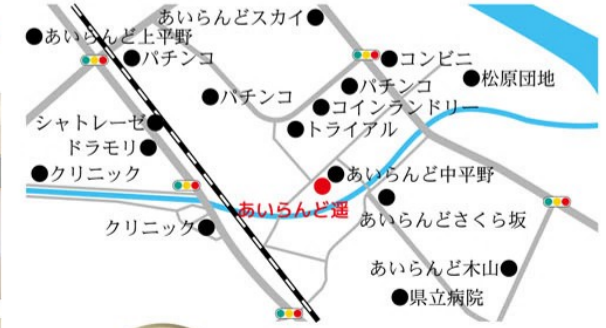 あいらんどスカイ
あいらんど上平野
パチンコ
コンビニ
松原団地
パチンコ
パチンコ
コインランドリー
シャトレーゼ
トライアル
ドラモリ
クリニック
あいらんど中平野
あいらんど遥
あいらんどさくら坂
クリニック
あいらんど木山
県立病院